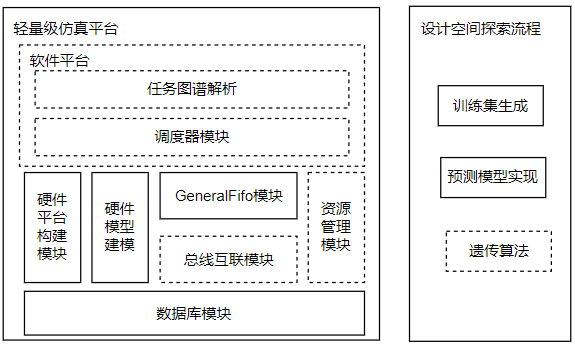 轻量级仿真平台
软件平台
任务图谱解析
调度器模块
硬件
平台
构建
模块
硬件
模型
建模
GeneralFifo模块
总线互联模块
资源
管理
模块
数据库模块
设计空间探索流程
训练集生成
预测模型实现
遗传算法